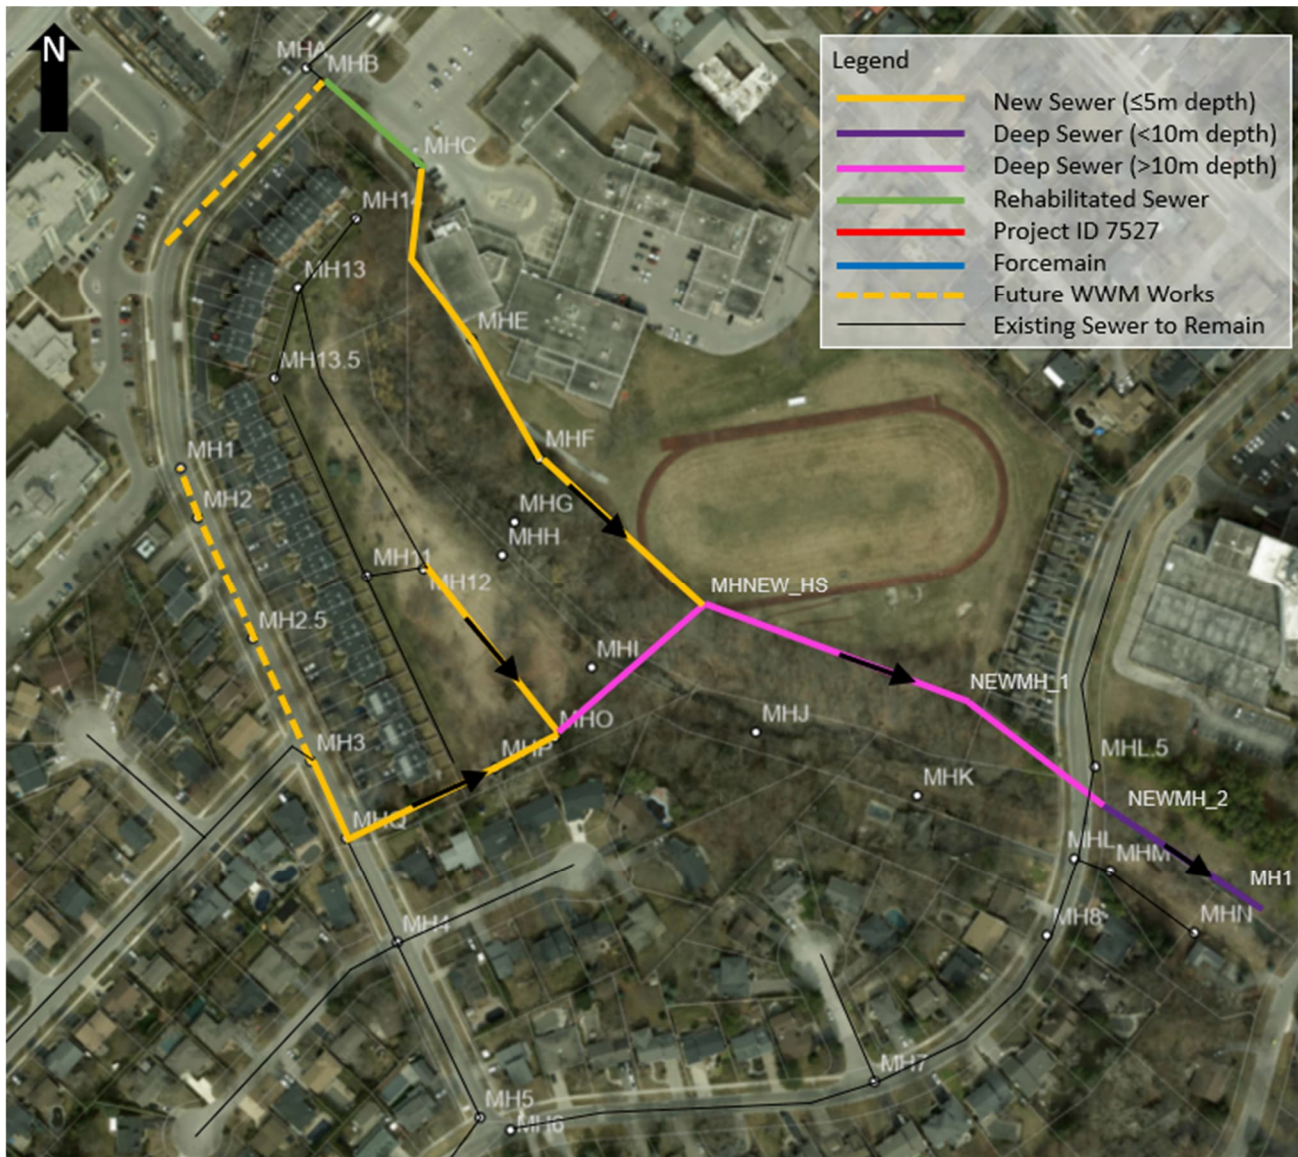 N
MHA
MHB
Legend
New Sewer (≤5m depth)
Deep Sewer (<10m depth)
Deep Sewer (>10m depth)
Rehabilitated Sewer
Project ID 7527
Forcemain
Future WWM Works
Existing Sewer to Remain
MHC
MH14
MH13
MHE
MH13.5
MHF
MH1
MH2
MHG
MHH
MH11
MH12
MHNEW_HS
MH2.5
MHI
NEWMH_1
MHO
MHJ
MH3
MHP
MHL.5
MHK
NEWMH_2
MHQ
MHL
MHM
MH1
MHN
MH4
MH8
MH7
MH5
MH6